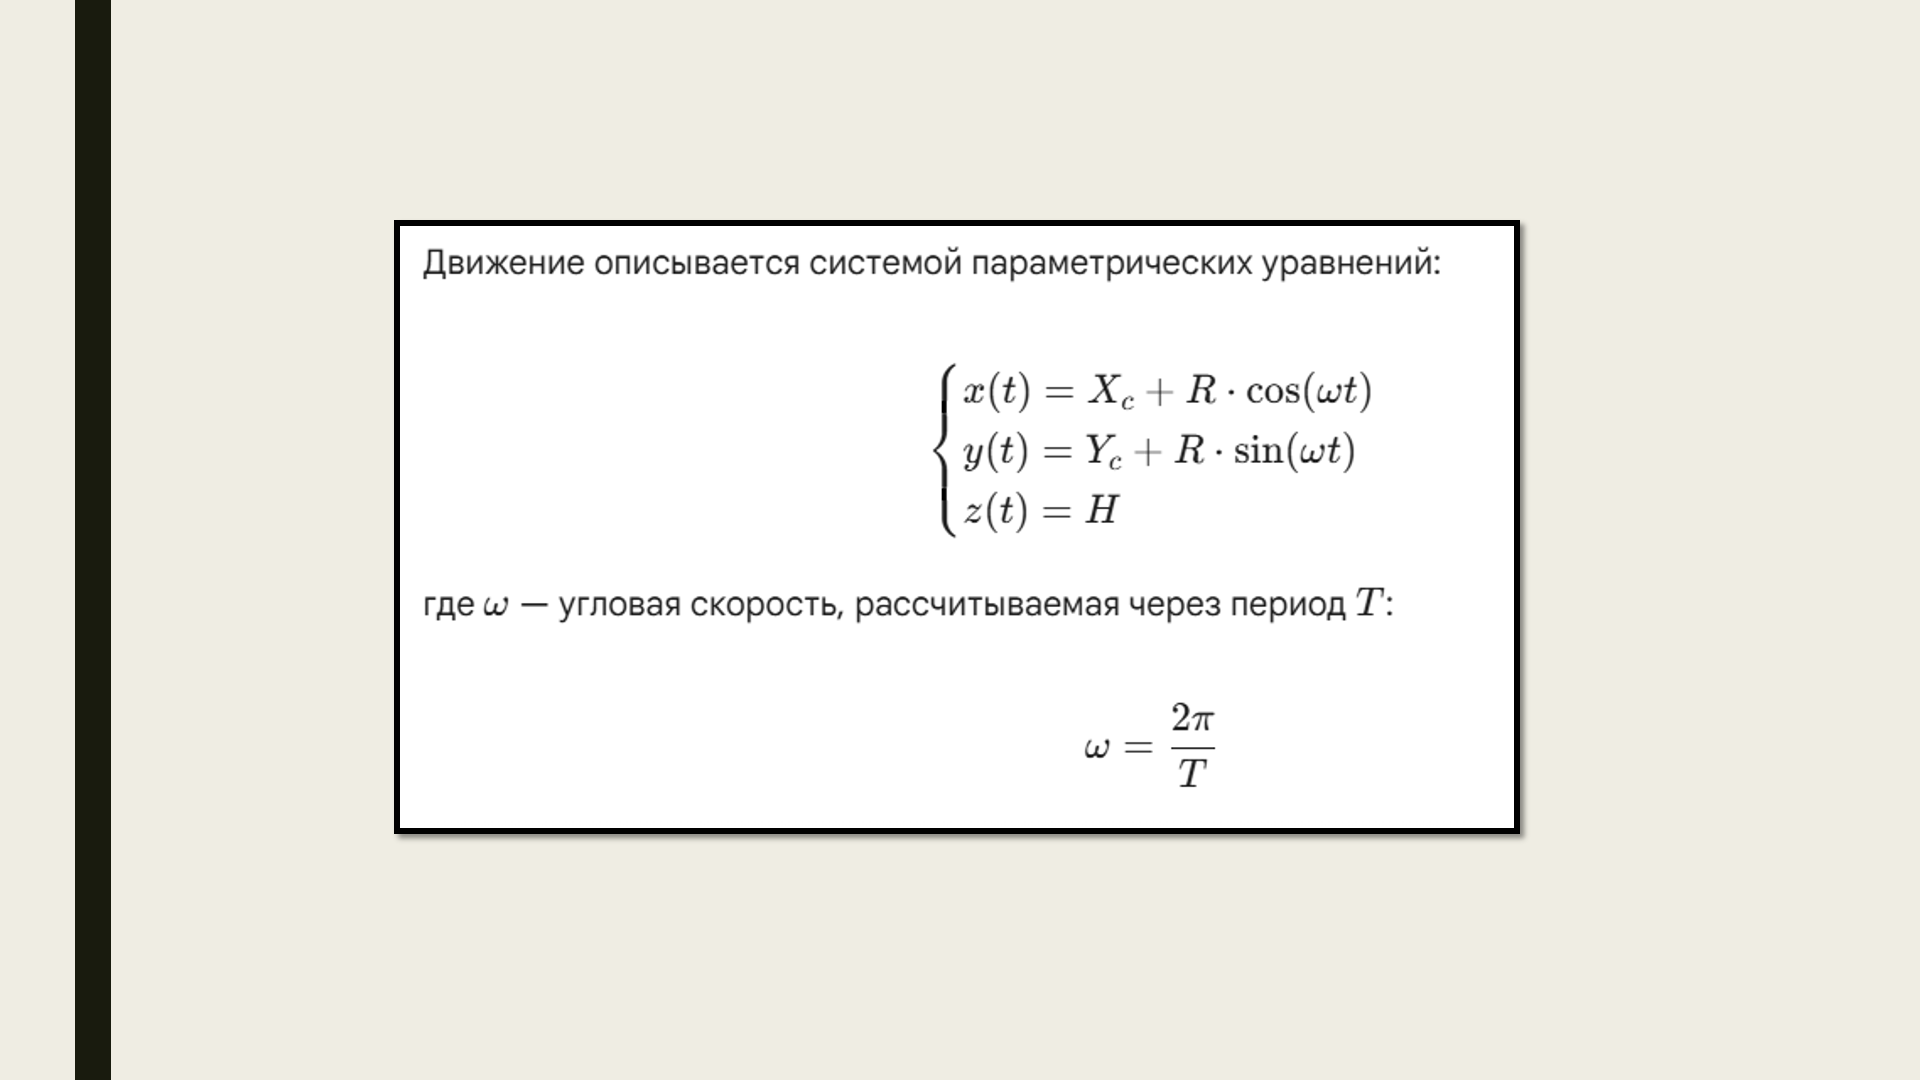 Движение описывается системой параметрических уравнений:
x(t) = X_c + R · cos(ωt)
y(t) = Y_c + R · sin(ωt)
z(t) = H
где ω — угловая скорость, рассчитываемая через период T:
ω = 2π/T